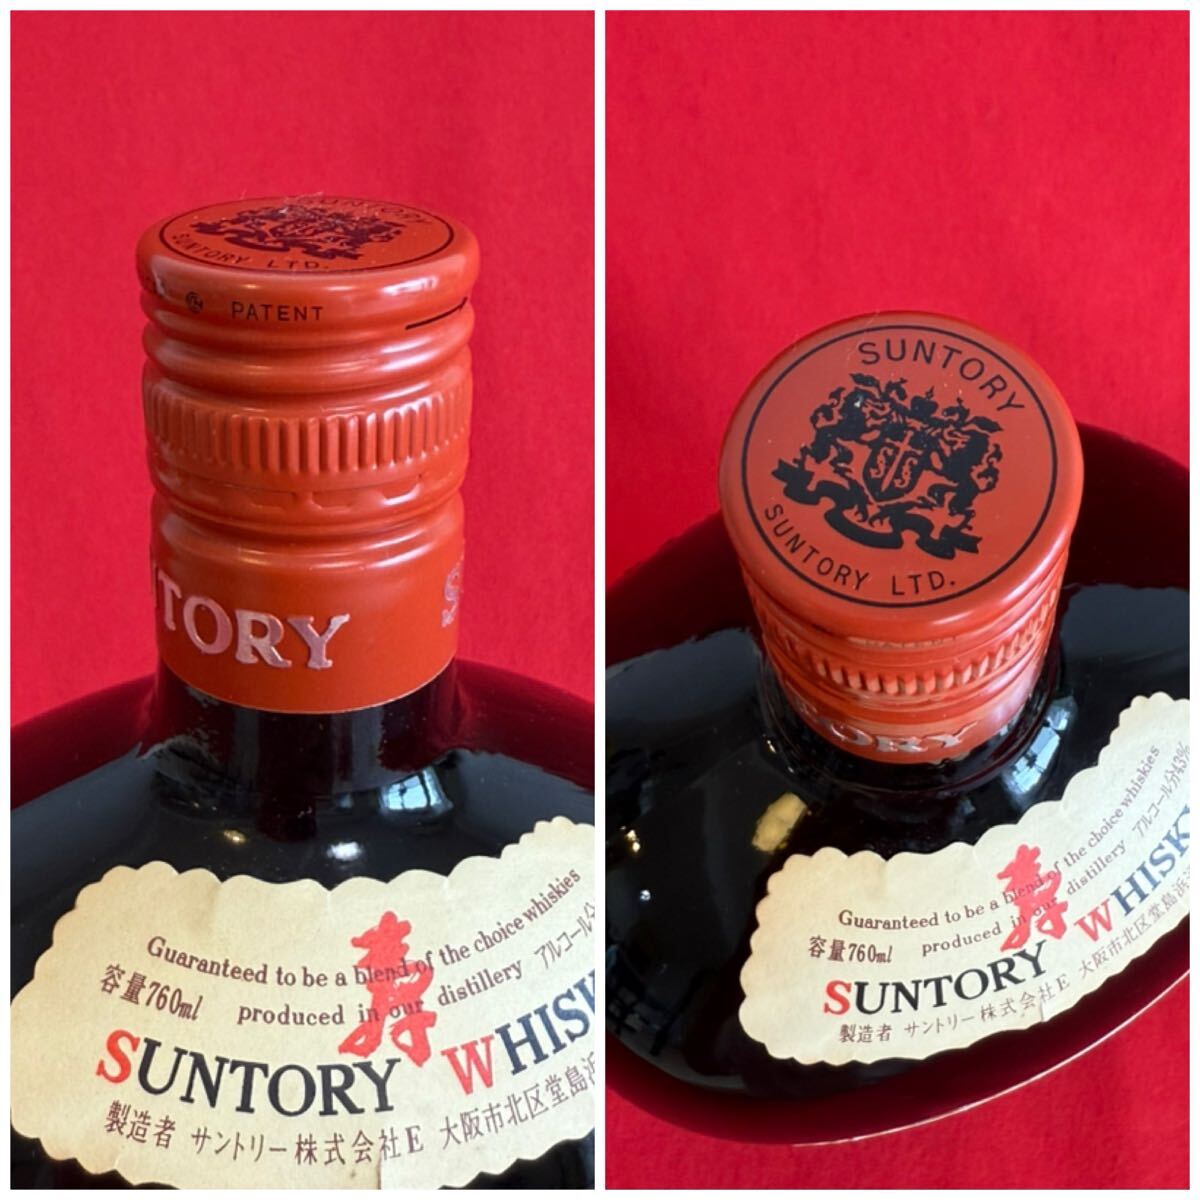 SUNTORY
SUNTORY LTD.
PATENT
TORY
Guaranteed to be a blend of the choice whiskies
容量760ml produced in our distillery アルコール分
寿
SUNTORY WHISK
製造者 サントリー株式会社E 大阪市北区堂島浜
SUNTORY
SS
SUNTORY LTD.
ORY
Guaranteed to be a blend of the choice whiskies
容量760ml produced in our distillery アルコール分43%
寿
SUNTORY WHISKY
製造者 サントリー株式会社E 大阪市北区堂島浜